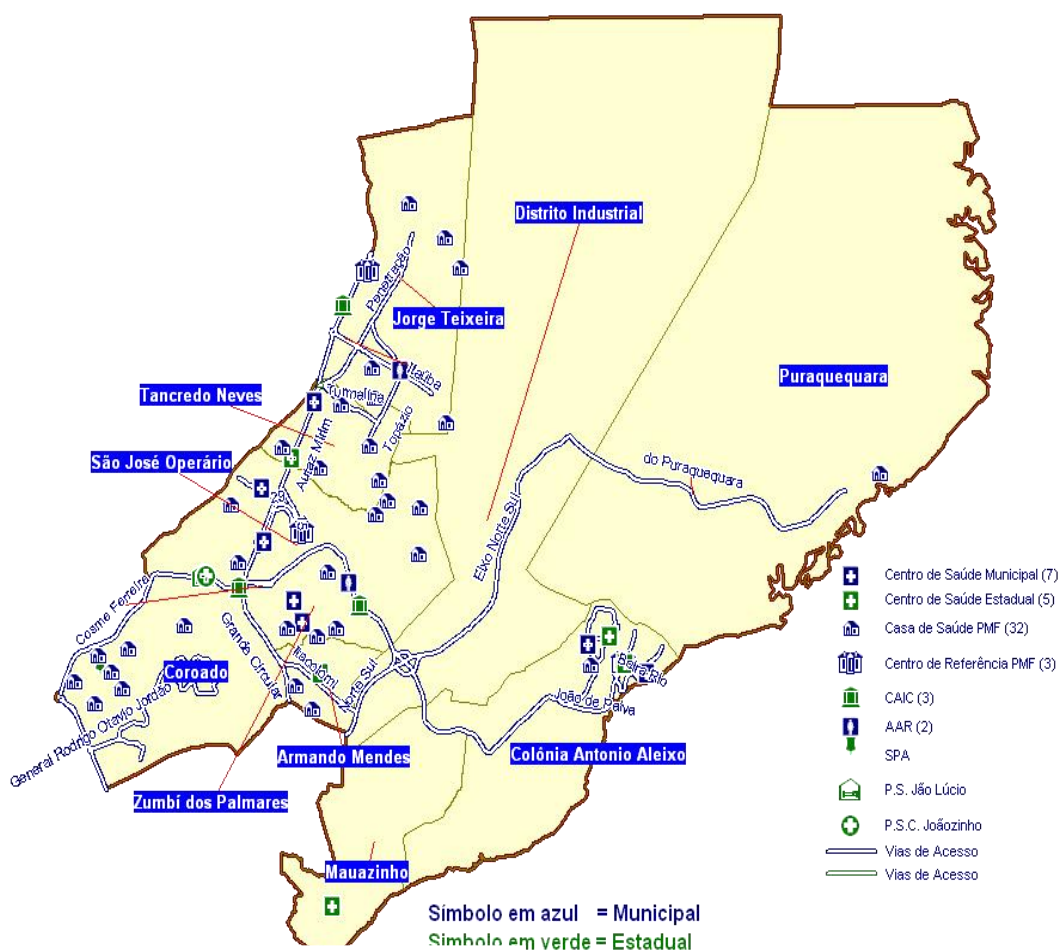 Distrito Industrial
Penetração
Jorge Teixeira
Itaúba
Puraquequara
Turmalina
Tancredo Neves
Topázio
Autaz Mirim
São José Operário
do Puraquequara
Eixo Norte Sul
Cosme Ferreira
Grande Circular
Coroado
Itacolomi
Norte Sul
Beira Rio
João de Paiva
General Rodrigo Otavio Jordão
Armando Mendes
Colónia Antonio Aleixo
Zumbí dos Palmares
Mauazinho
Centro de Saúde Municipal (7)
Centro de Saúde Estadual (5)
Casa de Saúde PMF (32)
Centro de Referência PMF (3)
CAIC (3)
AAR (2)
SPA
P.S. Jão Lúcio
P.S.C. Joãozinho
Vias de Acesso
Vias de Acesso
Símbolo em azul = Municipal
Símbolo em verde = Estadual